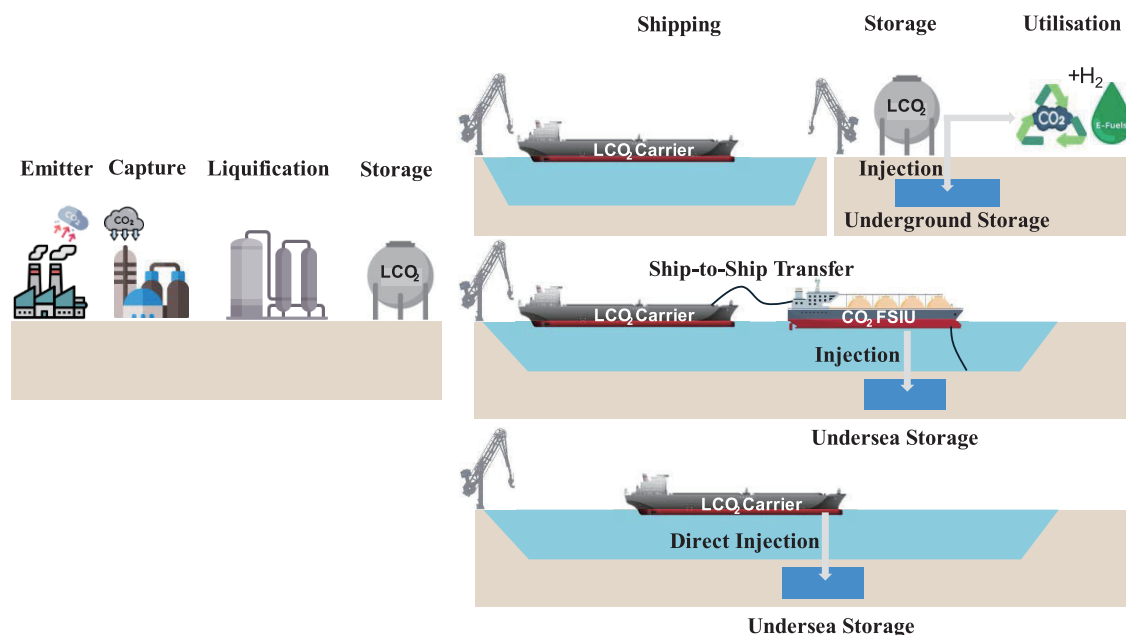 Emitter
Capture
Liquification
Storage
CO₂
CO₂
LCO₂
Shipping
Storage
Utilisation
LCO₂ Carrier
LCO₂
+H₂
CO₂
E-Fuels
Injection
Underground Storage
Ship-to-Ship Transfer
LCO₂ Carrier
CO₂ FSIU
Injection
Undersea Storage
LCO₂ Carrier
Direct Injection
Undersea Storage